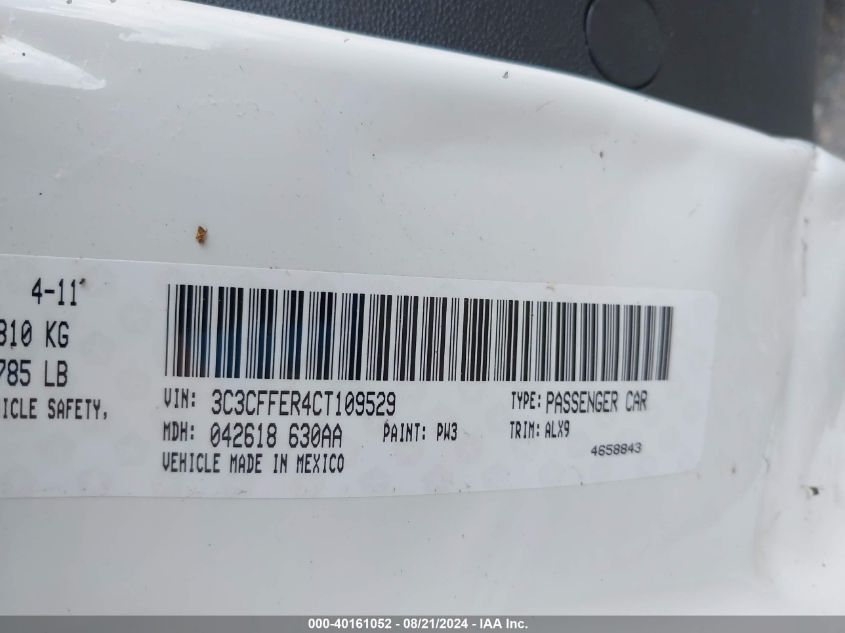 4-11
810 KG
785 LB
ICLE SAFETY,
VIN: 3C3CFFER4CT109529
TYPE: PASSENGER CAR
MDH: 042618 630AA
PAINT: PW3
TRIM: ALX9
VEHICLE MADE IN MEXICO
4658843
000-40161052 - 08/21/2024 - IAA Inc.